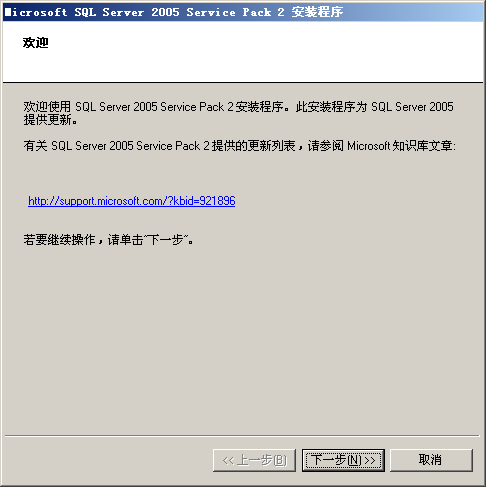 Microsoft SQL Server 2005 Service Pack 2 安装程序
欢迎
欢迎使用 SQL Server 2005 Service Pack 2 安装程序。此安装程序为 SQL Server 2005
提供更新。
有关 SQL Server 2005 Service Pack 2 提供的更新列表，请参阅 Microsoft 知识库文章:
http://support.microsoft.com/?kbid=921896
若要继续操作，请单击"下一步"。
<< 上一步(B)
下一步(N) >>
取消